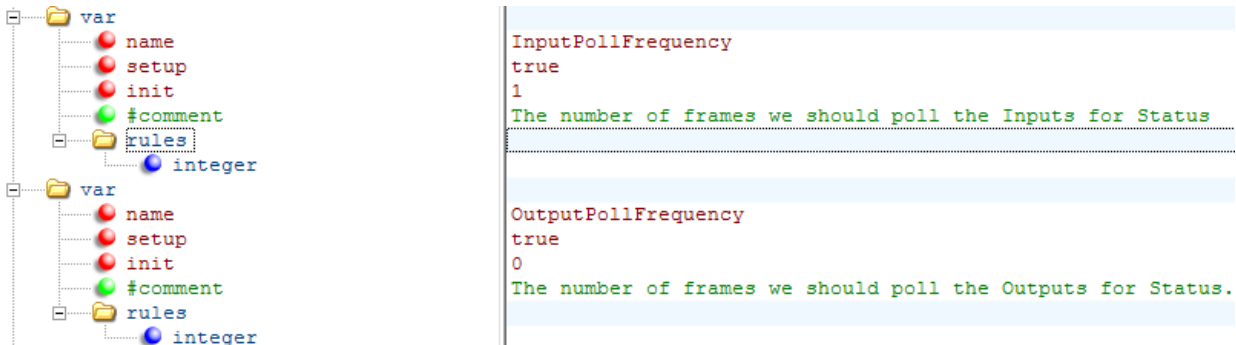 var
name InputPollFrequency
setup true
init 1
#comment The number of frames we should poll the Inputs for Status
rules
integer
var
name OutputPollFrequency
setup true
init 0
#comment The number of frames we should poll the Outputs for Status.
rules
integer